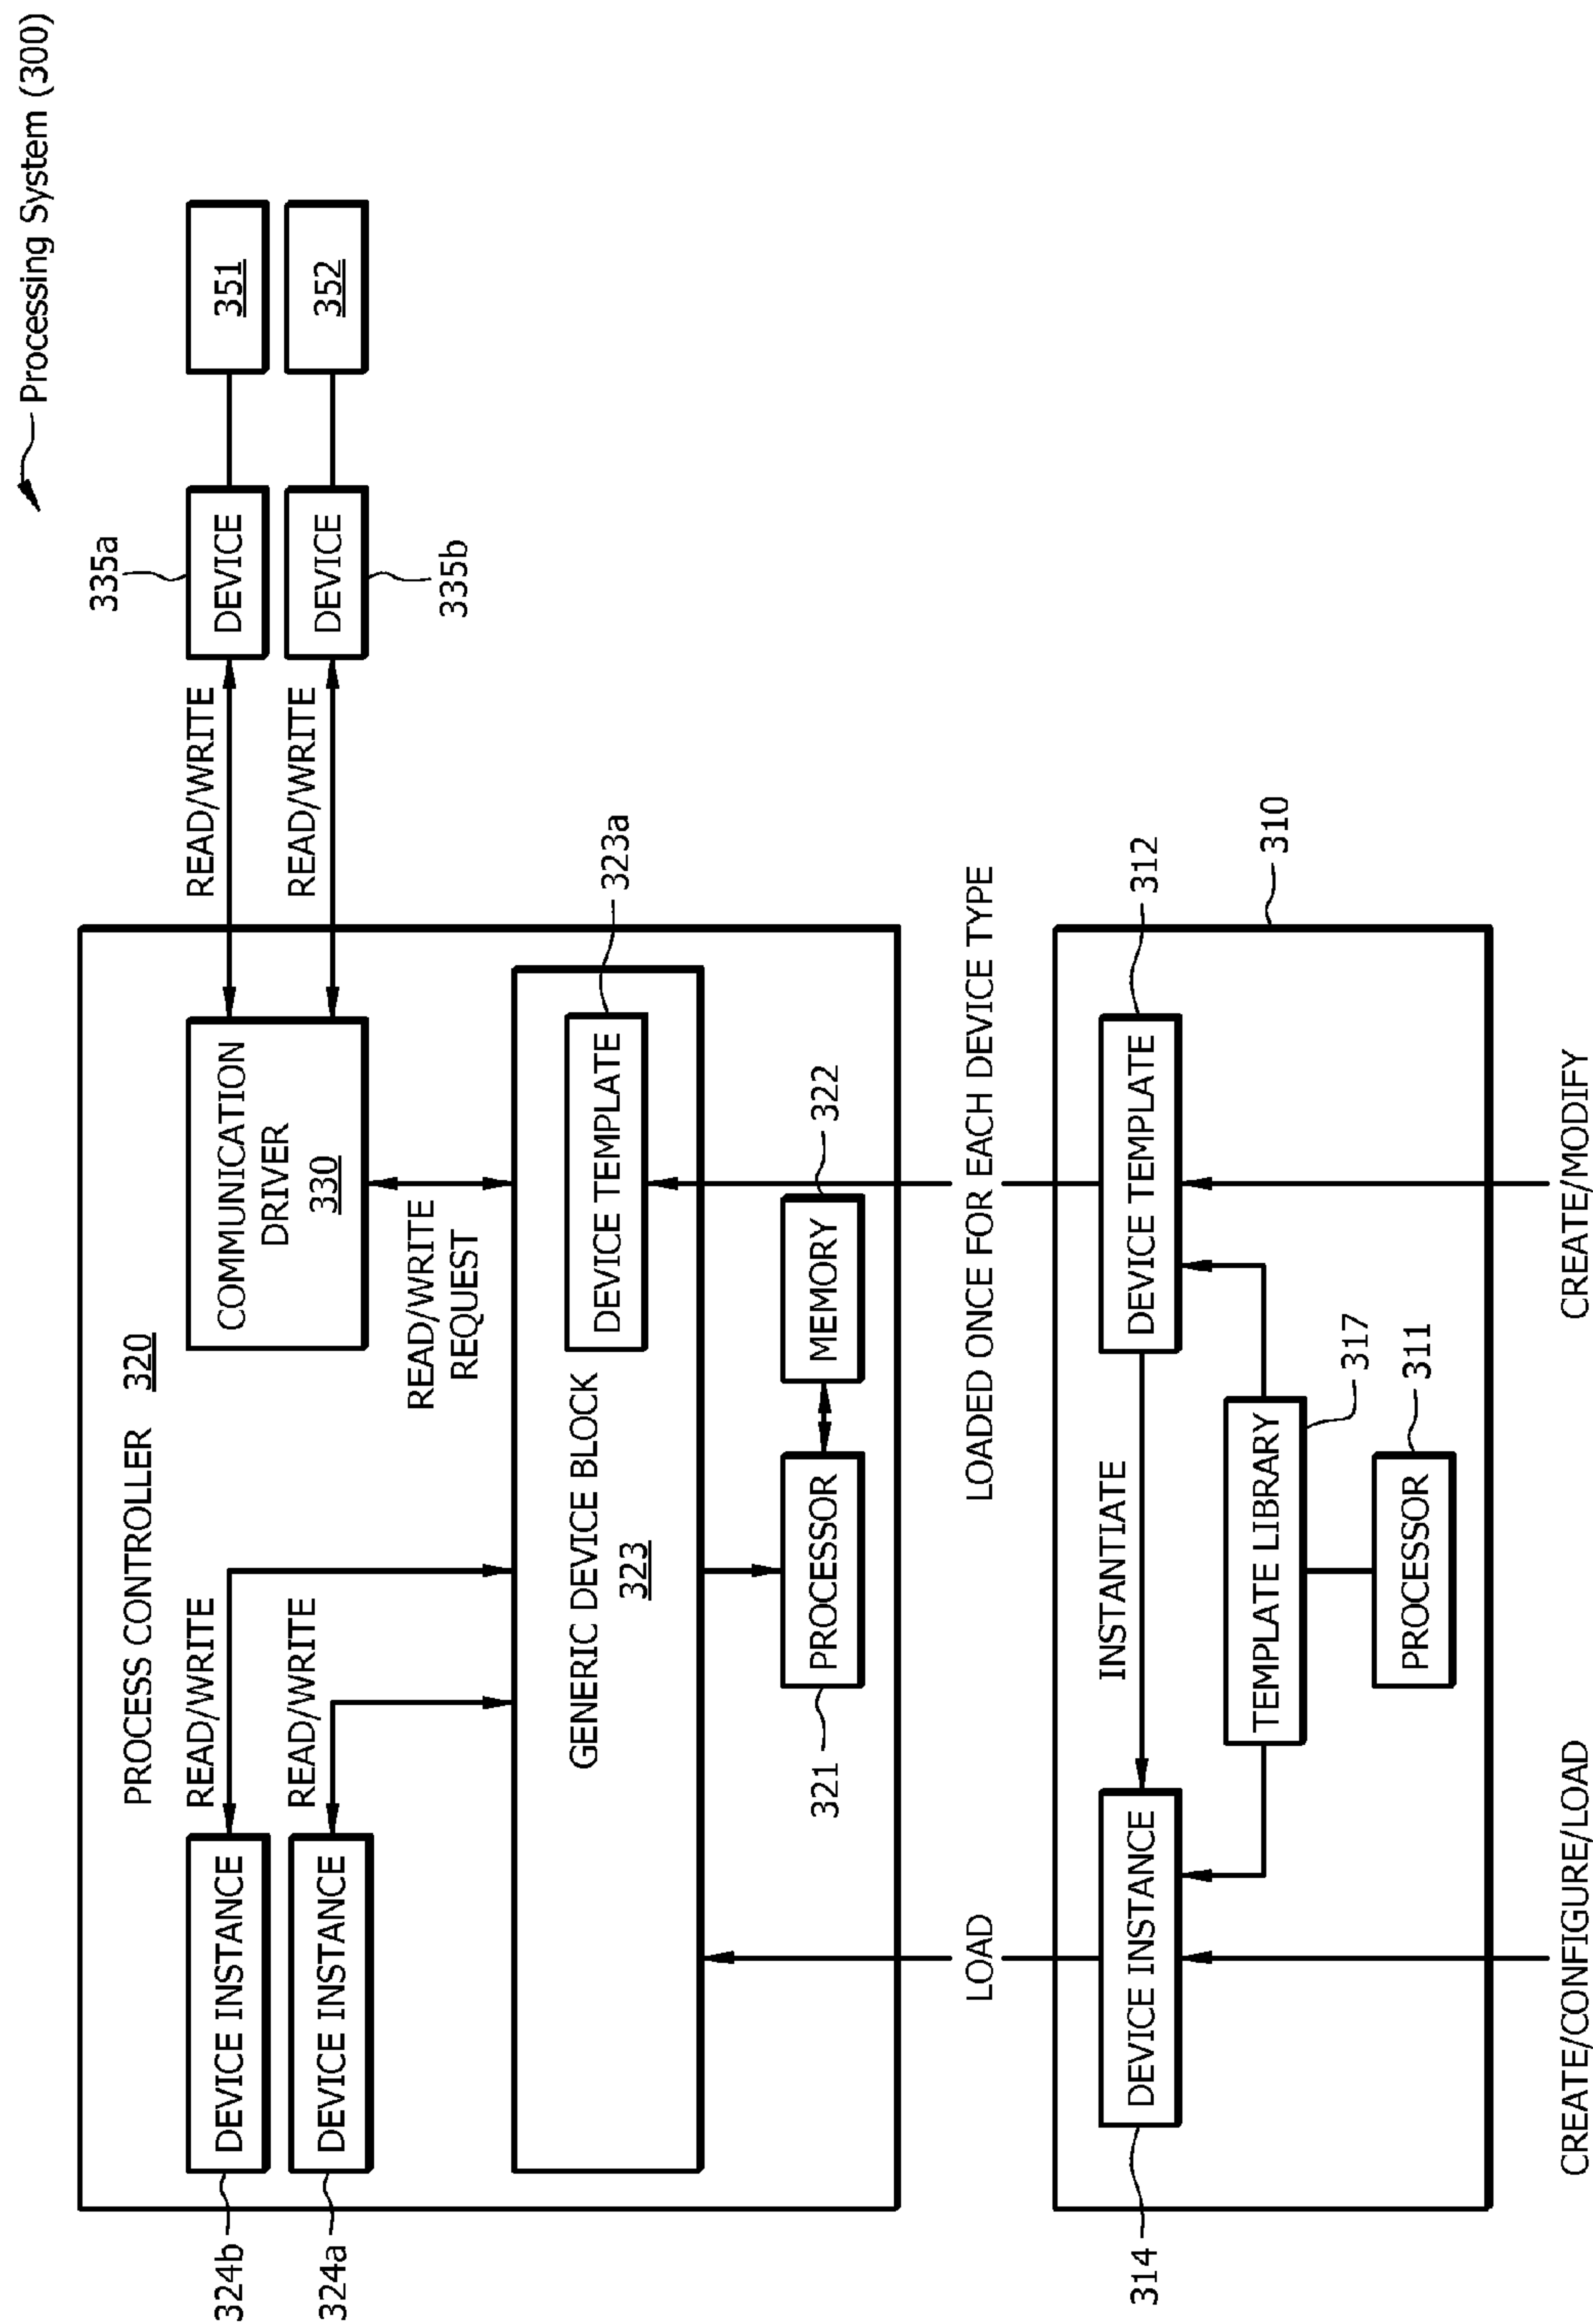 Processing System (300)
PROCESS CONTROLLER 320
324b
DEVICE INSTANCE
READ/WRITE
324a
DEVICE INSTANCE
READ/WRITE
COMMUNICATION
DRIVER
330
READ/WRITE
335a
DEVICE
351
READ/WRITE
DEVICE
335b
352
READ/WRITE
REQUEST
GENERIC DEVICE BLOCK
323
DEVICE TEMPLATE
323a
321
PROCESSOR
MEMORY
322
LOAD
LOADED ONCE FOR EACH DEVICE TYPE
314
DEVICE INSTANCE
INSTANTIATE
DEVICE TEMPLATE
312
310
TEMPLATE LIBRARY
317
PROCESSOR
311
CREATE/CONFIGURE/LOAD
CREATE/MODIFY